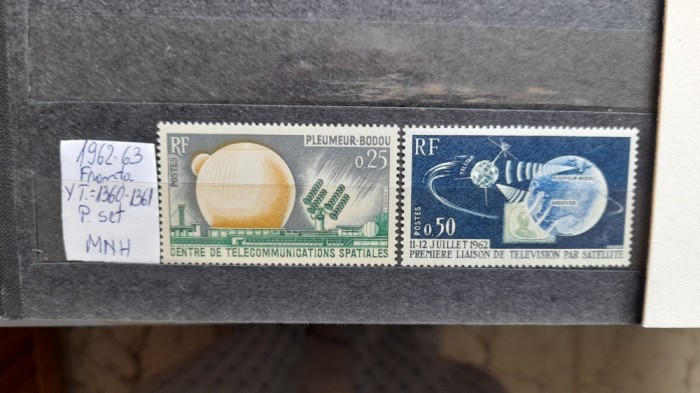 1962-63
Franta
YT.=1360-1361
P. set
MNH
RF
PLEUMEUR-BODOU
0.25
POSTES
CENTRE DE TELECOMMUNICATIONS SPATIALES
RF
TELSTAR
PLEUMEUR-BODOU
ANDOVER
POSTES
0.50
11-12 JUILLET 1962
PREMIERE LIAISON DE TELEVISION PAR SATELLITE